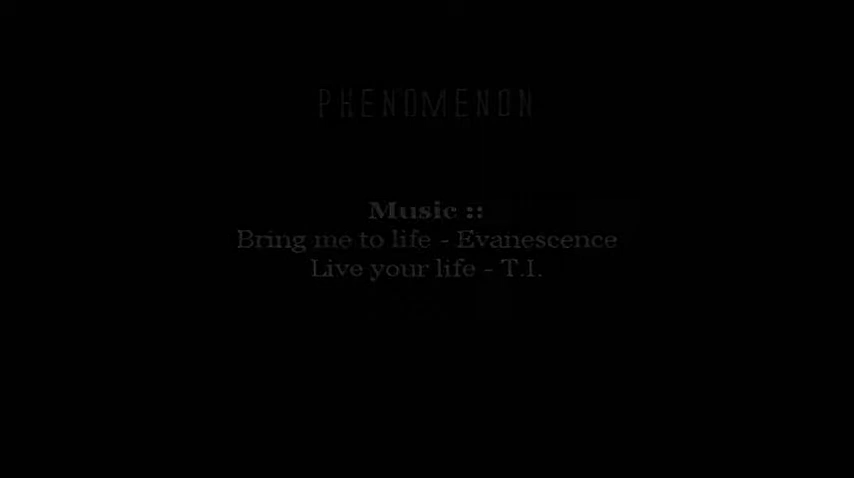 PHENOMENON
Music ::
Bring me to life - Evanescence
Live your life - T.I.